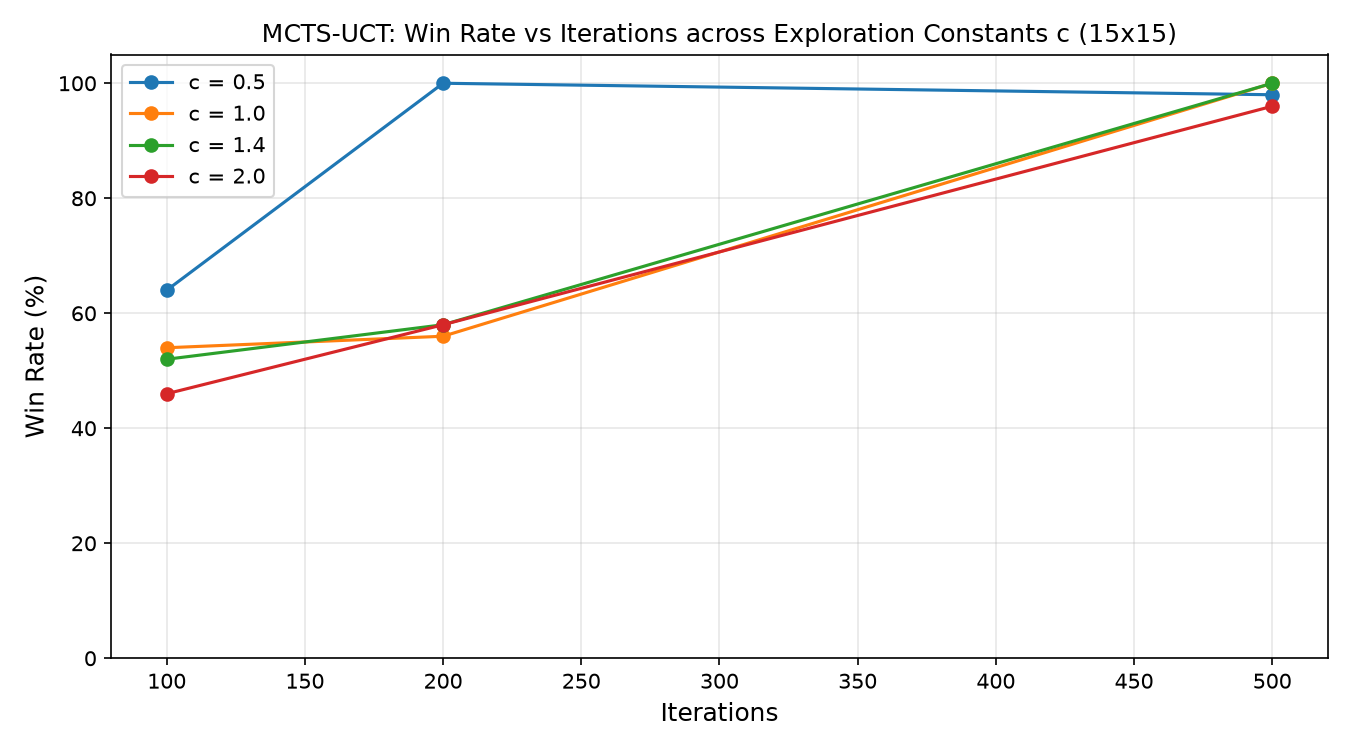 MCTS-UCT: Win Rate vs Iterations across Exploration Constants c (15x15)
c = 0.5
c = 1.0
c = 1.4
c = 2.0
Win Rate (%)
100
80
60
40
20
0
100 150 200 250 300 350 400 450 500
Iterations